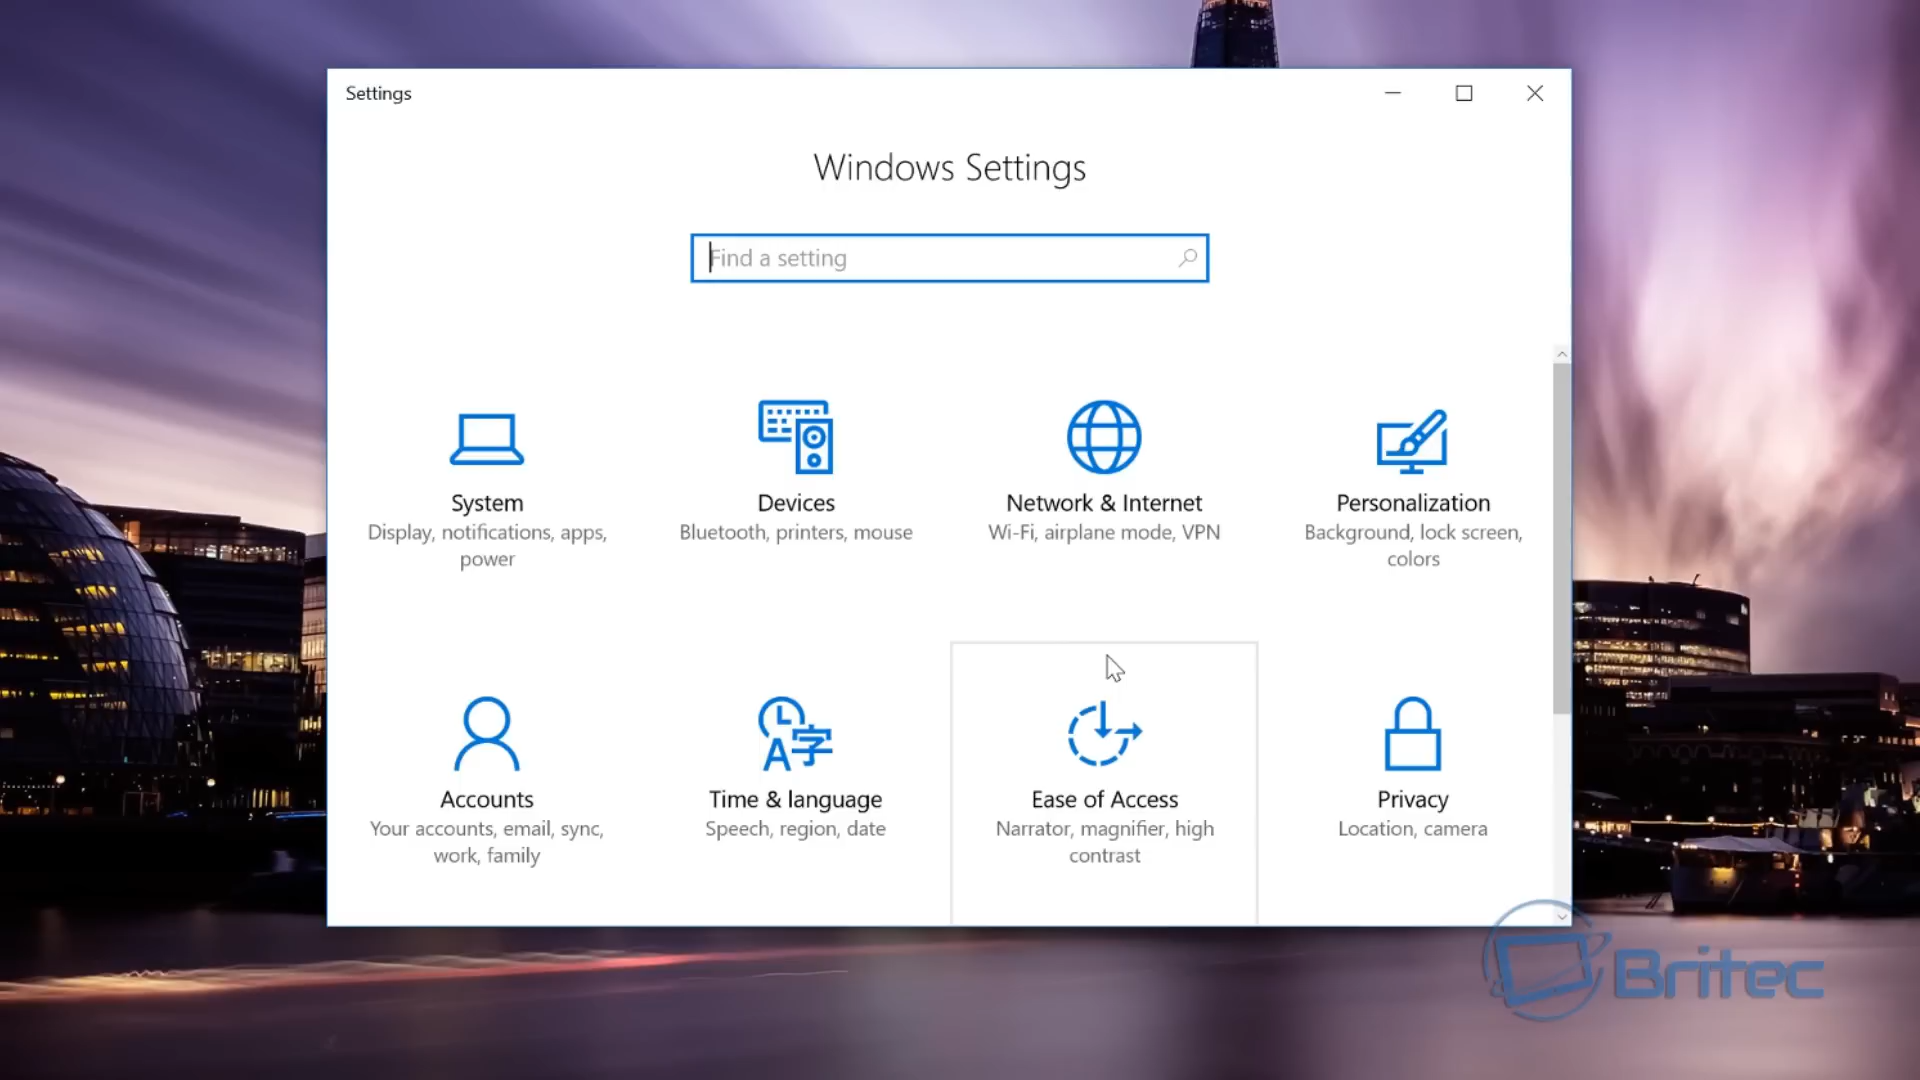 Settings
Windows Settings
Find a setting
System
Display, notifications, apps,
power
Devices
Bluetooth, printers, mouse
Network & Internet
Wi-Fi, airplane mode, VPN
Personalization
Background, lock screen,
colors
Accounts
Your accounts, email, sync,
work, family
Time & language
Speech, region, date
Ease of Access
Narrator, magnifier, high
contrast
Privacy
Location, camera
Britec